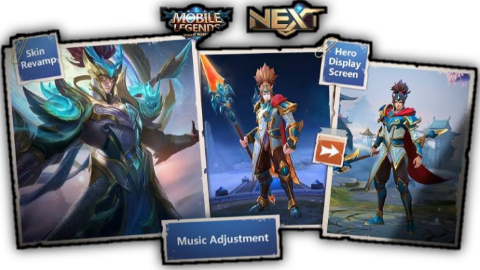 MOBILE
LEGENDS
NEXT
Skin
Revamp
Hero
Display
Screen
Music Adjustment